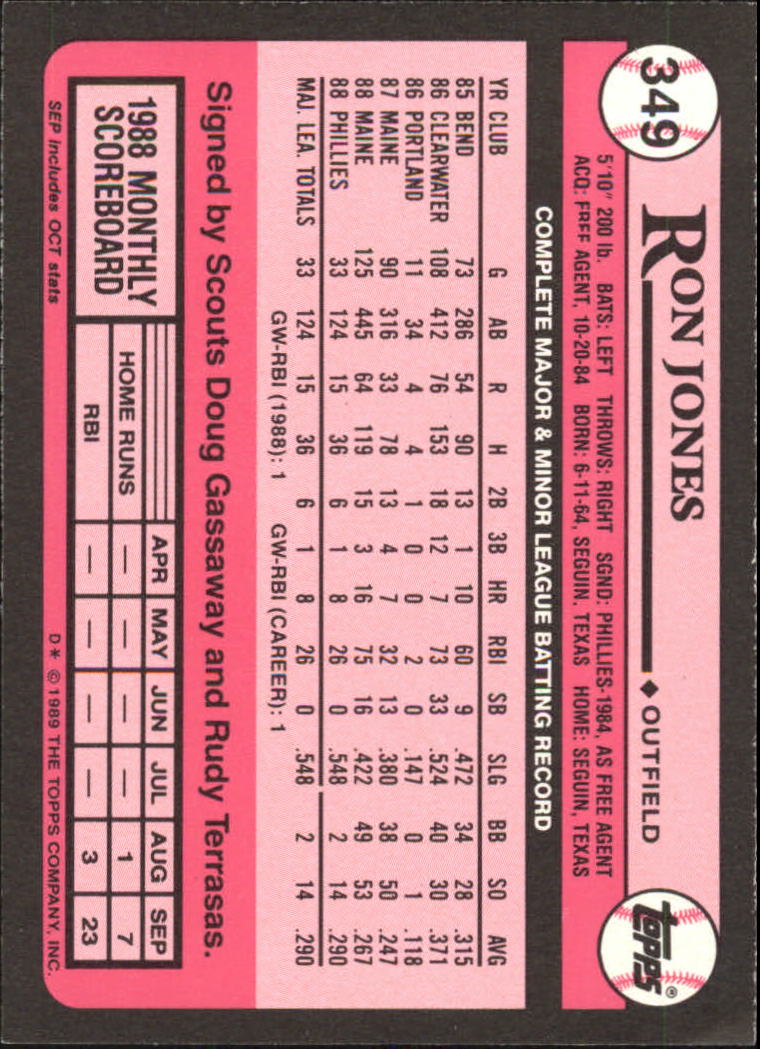 349
RON JONES ◆ OUTFIELD
topps®
5'10" 200 lb. BATS: LEFT THROWS: RIGHT SGND: PHILLIES-1984, AS FREE AGENT
ACQ: FREE AGENT, 10-20-84 BORN: 6-11-64, SEGUIN, TEXAS HOME: SEGUIN, TEXAS
COMPLETE MAJOR & MINOR LEAGUE BATTING RECORD
YR CLUB G AB R H 2B 3B HR RBI SB SLG BB SO AVG
85 BEND 73 286 54 90 13 1 10 60 9 .472 34 28 .315
86 CLEARWATER 108 412 76 153 18 12 7 73 33 .524 40 30 .371
86 PORTLAND 11 34 4 4 1 0 0 2 0 .147 0 1 .118
87 MAINE 90 316 33 78 13 4 7 32 13 .380 38 50 .247
88 MAINE 125 445 64 119 15 3 16 75 16 .422 49 53 .267
88 PHILLIES 33 124 15 36 6 1 8 26 0 .548 2 14 .290
MAJ. LEA. TOTALS 33 124 15 36 6 1 8 26 0 .548 2 14 .290
GW-RBI (1988): 1 GW-RBI (CAREER): 1
Signed by Scouts Doug Gassaway and Rudy Terrasas.
1988 MONTHLY
SCOREBOARD
APR MAY JUN JUL AUG SEP
HOME RUNS — — — — 1 7
RBI — — — — 3 23
SEP includes OCT stats
D* © 1989 THE TOPPS COMPANY, INC.